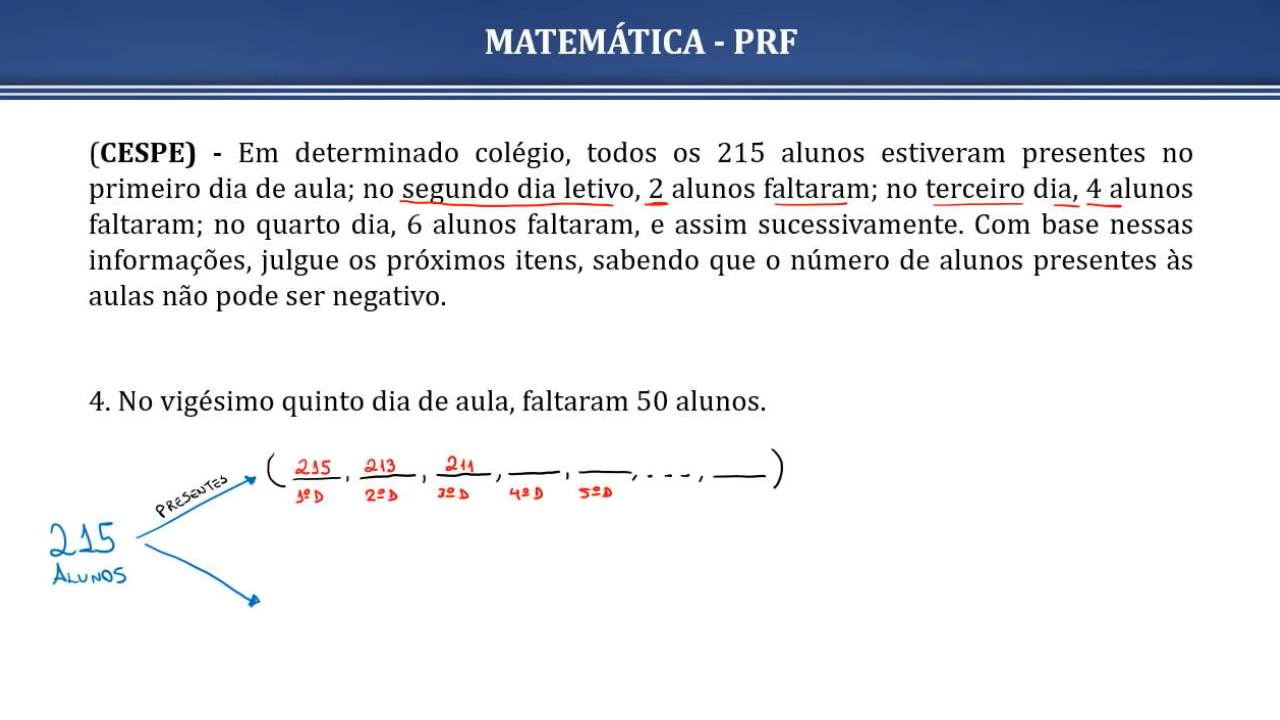 MATEMÁTICA - PRF
(CESPE) - Em determinado colégio, todos os 215 alunos estiveram presentes no
primeiro dia de aula; no segundo dia letivo, 2 alunos faltaram; no terceiro dia, 4 alunos
faltaram; no quarto dia, 6 alunos faltaram, e assim sucessivamente. Com base nessas
informações, julgue os próximos itens, sabendo que o número de alunos presentes às
aulas não pode ser negativo.
4. No vigésimo quinto dia de aula, faltaram 50 alunos.
PRESENTES
(215, 213, 211, __, __, ..., __)
1º D 2º D 3º D 4º D 5º D
215
ALUNOS